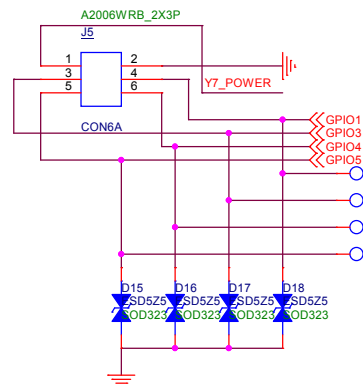 A2006WRB_2X3P
J5
1 2
3 4
5 6
Y7_POWER
CON6A
GPIO1
GPIO3
GPIO4
GPIO5
D15 D16 D17 D18
ESD5Z5 ESD5Z5 ESD5Z5 ESD5Z5
SOD323 SOD323 SOD323 SOD323